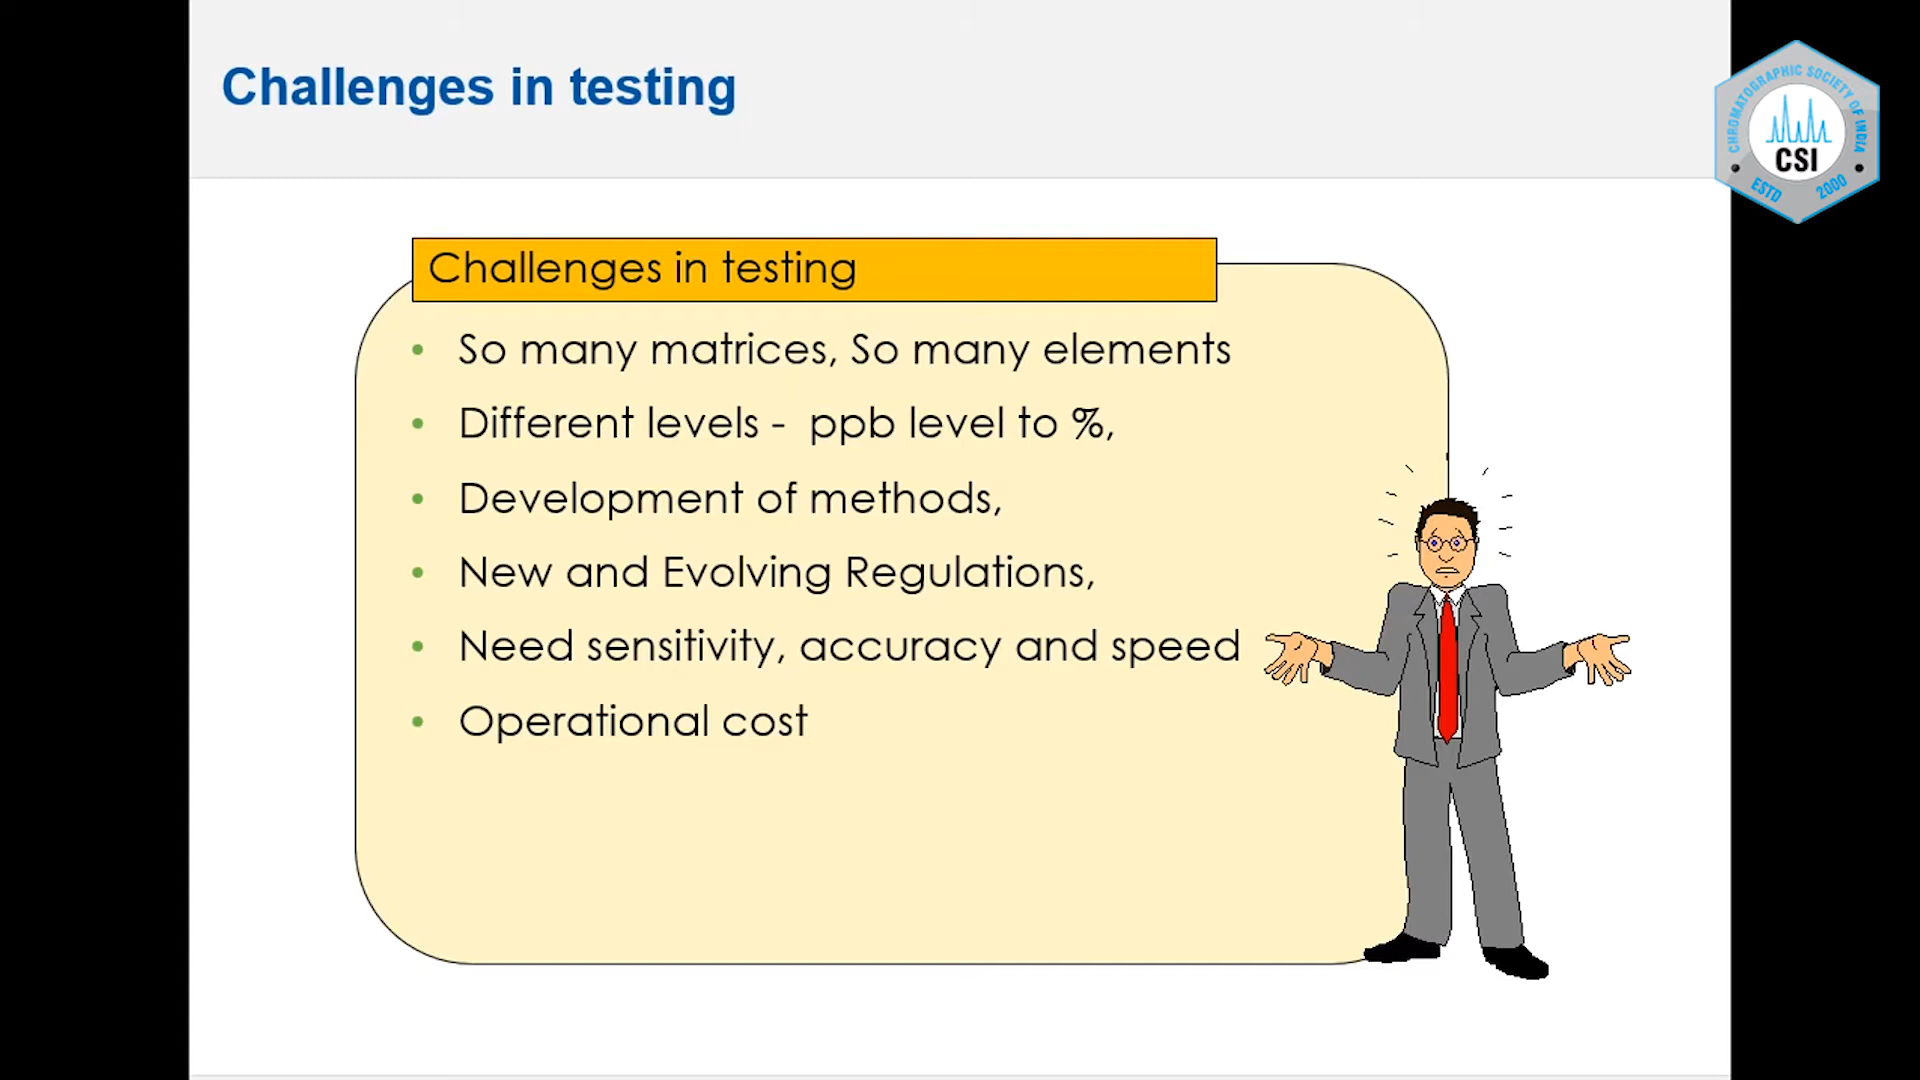 Challenges in testing
CHROMATOGRAPHIC SOCIETY OF INDIA
CSI
ESTD 2000
Challenges in testing
• So many matrices, So many elements
• Different levels - ppb level to %,
• Development of methods,
• New and Evolving Regulations,
• Need sensitivity, accuracy and speed
• Operational cost